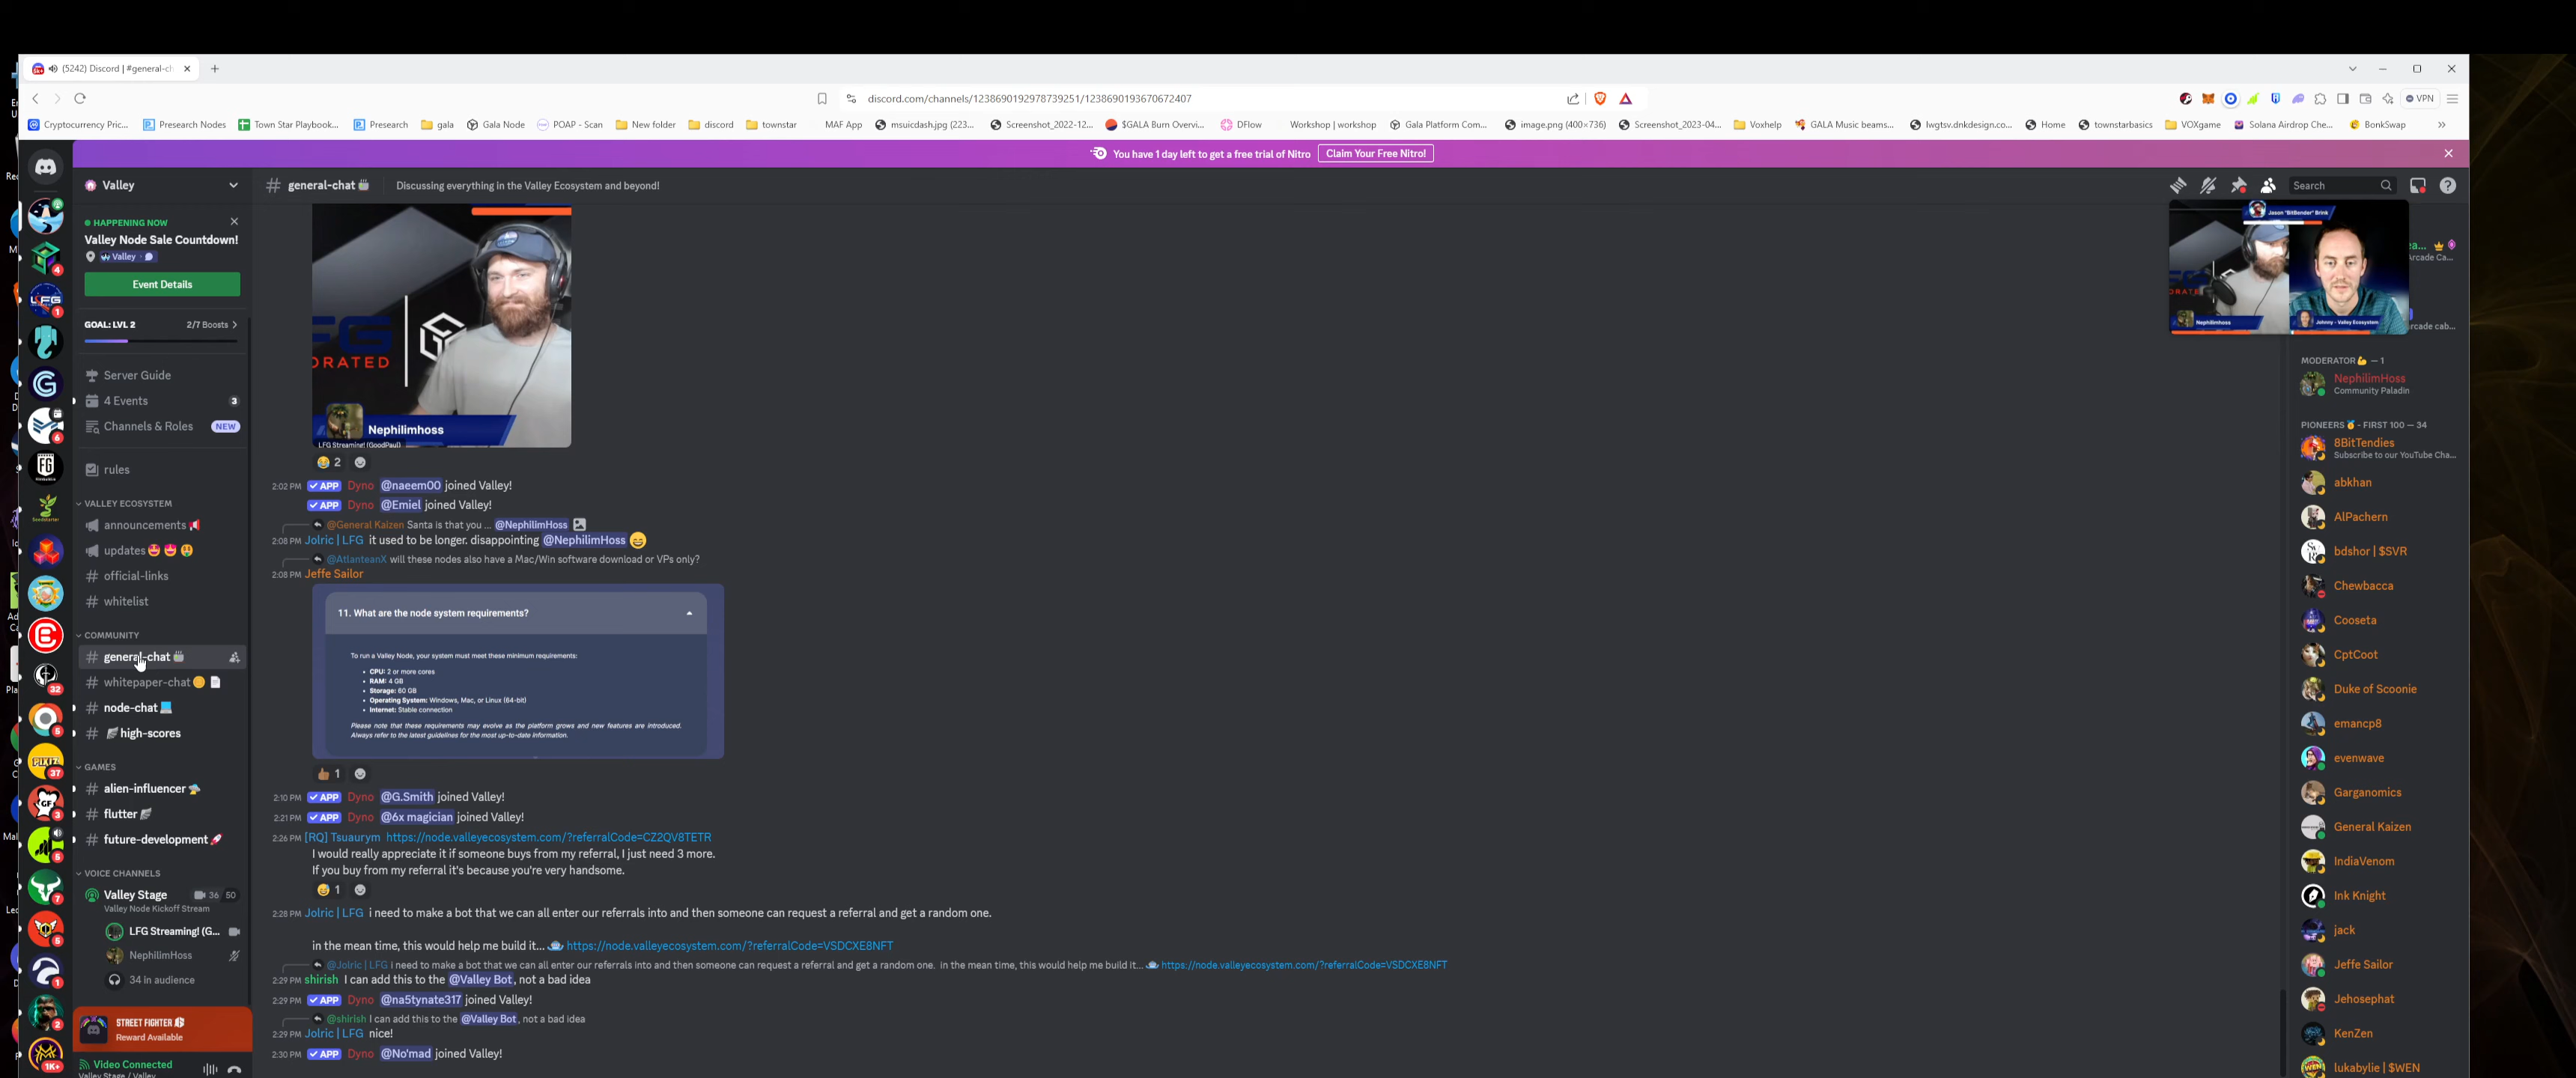 (5242) Discord | #general-ch
discord.com/channels/1238690192978739251/1238690193670672407
VPN
Cryptocurrency Pric...
Presearch Nodes
Town Star Playbook...
Presearch
gala
Gala Node
POAP - Scan
New folder
discord
townstar
MAF App
msuicdash.jpg (223...
Screenshot_2022-12...
$GALA Burn Overvi...
DFlow
Workshop | workshop
Gala Platform Com...
image.png (400×736)
Screenshot_2023-04...
Voxhelp
GALA Music beams...
lwgtsv.dnkdesign.co...
Home
townstarbasics
VOXgame
Solana Airdrop Che...
BonkSwap
You have 1 day left to get a free trial of Nitro
Claim Your Free Nitro!
Valley
general-chat
Discussing everything in the Valley Ecosystem and beyond!
Search
HAPPENING NOW
Valley Node Sale Countdown!
Valley
Event Details
GOAL: LVL 2
2/7 Boosts
Server Guide
4 Events
3
Channels & Roles
NEW
rules
VALLEY ECOSYSTEM
announcements
updates
official-links
whitelist
COMMUNITY
general-chat
whitepaper-chat
node-chat
high-scores
GAMES
alien-influencer
flutter
future-development
VOICE CHANNELS
Valley Stage
36 50
Valley Node Kickoff Stream
LFG Streaming! (G...
NephilimHoss
34 in audience
STREET FIGHTER 6
Reward Available
Video Connected
Valley Stage / Valley
ORATED
Nephilimhoss
LFG Streaming! (GoodPaul)
2
2:02 PM APP Dyno @naeem00 joined Valley!
APP Dyno @Emiel joined Valley!
@General Kaizen Santa is that you ... @NephilimHoss
2:08 PM Jolric | LFG it used to be longer. disappointing @NephilimHoss
@AtlanteanX will these nodes also have a Mac/Win software download or VPs only?
2:08 PM Jeffe Sailor
11. What are the node system requirements?
To run a Valley Node, your system must meet these minimum requirements:
• CPU: 2 or more cores
• RAM: 4 GB
• Storage: 60 GB
• Operating System: Windows, Mac, or Linux (64-bit)
• Internet: Stable connection
Please note that these requirements may evolve as the platform grows and new features are introduced.
Always refer to the latest guidelines for the most up-to-date information.
1
2:10 PM APP Dyno @G.Smith joined Valley!
2:21 PM APP Dyno @6x magician joined Valley!
2:26 PM [RQ] Tsuaurym https://node.valleyecosystem.com/?referralCode=CZ2QV8TETR
I would really appreciate it if someone buys from my referral, I just need 3 more.
If you buy from my referral it's because you're very handsome.
1
2:28 PM Jolric | LFG i need to make a bot that we can all enter our referrals into and then someone can request a referral and get a random one.
in the mean time, this would help me build it... https://node.valleyecosystem.com/?referralCode=VSDCXE8NFT
@Jolric | LFG i need to make a bot that we can all enter our referrals into and then someone can request a referral and get a random one. in the mean time, this would help me build it... https://node.valleyecosystem.com/?referralCode=VSDCXE8NFT
2:29 PM shirish I can add this to the @Valley Bot, not a bad idea
2:29 PM APP Dyno @na5tynate317 joined Valley!
@shirish I can add this to the @Valley Bot, not a bad idea
2:29 PM Jolric | LFG nice!
2:30 PM APP Dyno @No'mad joined Valley!
Jason "BitBender" Brink
Nephilimhoss
Johnny - Valley Ecosystem
ea...
Arcade Ca...
rcade cab...
MODERATOR — 1
NephilimHoss
Community Paladin
PIONEERS - FIRST 100 — 34
8BitTendies
Subscribe to our YouTube Cha...
abkhan
AlPachern
bdshor | $SVR
Chewbacca
Cooseta
CptCoot
Duke of Scoonie
emancp8
evenwave
Garganomics
General Kaizen
IndiaVenom
Ink Knight
jack
Jeffe Sailor
Jehosephat
KenZen
lukabylie | $WEN